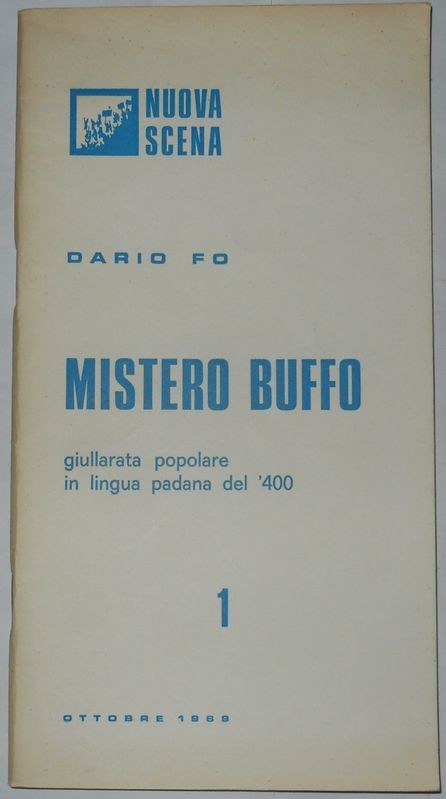 NUOVA
SCENA
DARIO FO
MISTERO BUFFO
giullarata popolare
in lingua padana del '400
1
OTTOBRE 1969